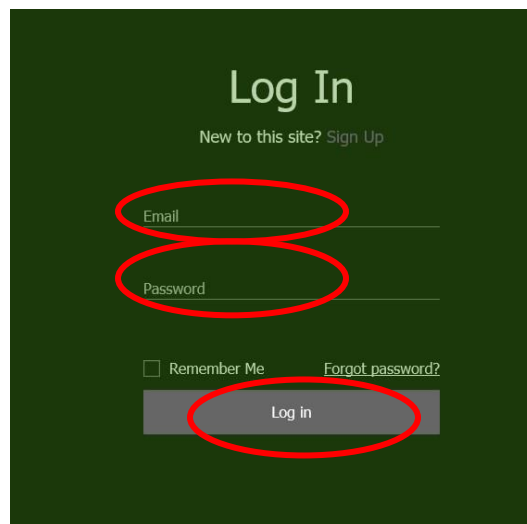 Log In
New to this site? Sign Up
Email
Password
Remember Me Forgot password?
Log in